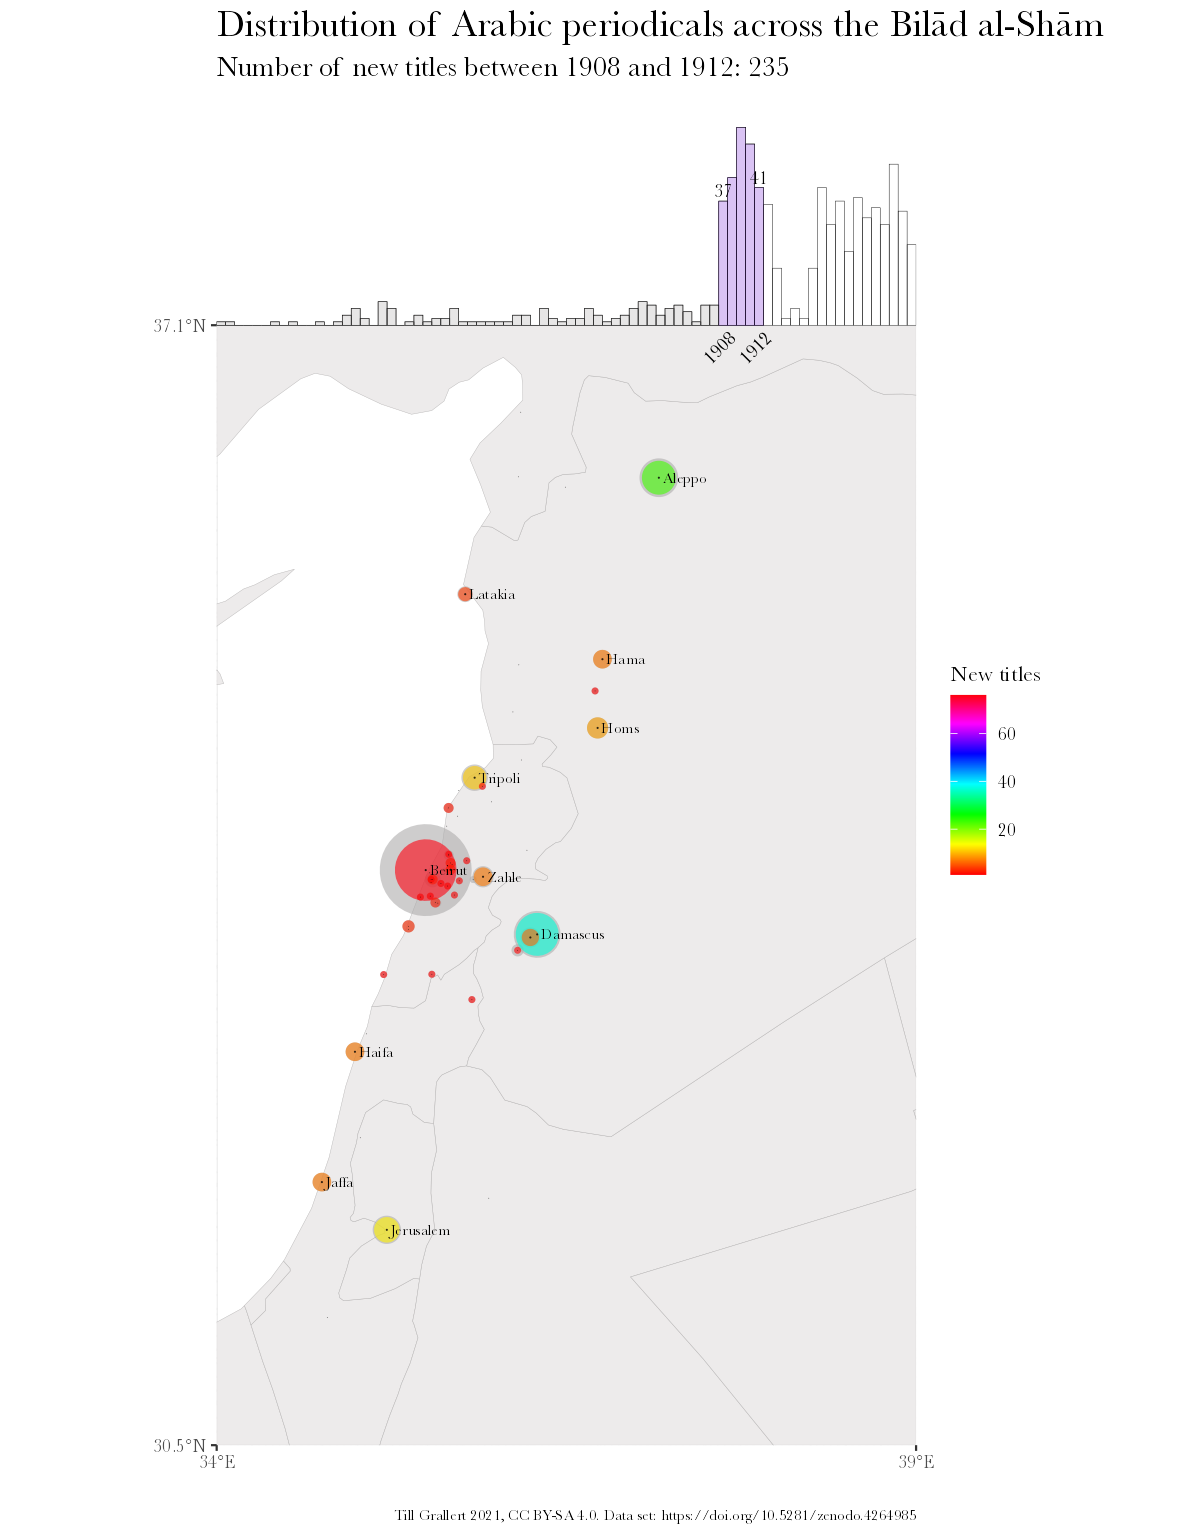 Distribution of Arabic periodicals across the Bilād al-Shām
Number of new titles between 1908 and 1912: 235
37
41
37.1°N
1908
1912
Aleppo
Latakia
Hama
Homs
Tripoli
Beirut
Zahle
Damascus
Haifa
Jaffa
Jerusalem
New titles
60
40
20
30.5°N
34°E
39°E
Till Grallert 2021, CC BY-SA 4.0. Data set: https://doi.org/10.5281/zenodo.4264985